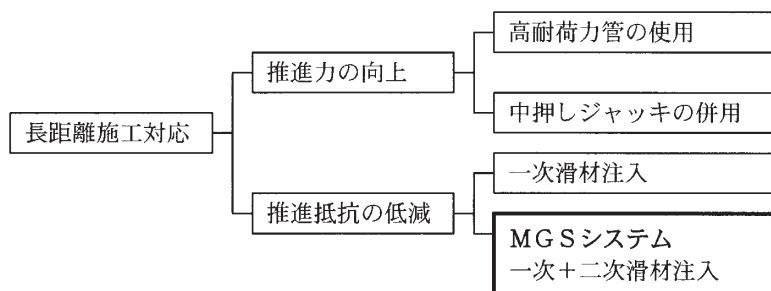 長距離施工対応
推進力の向上
高耐荷力管の使用
中押しジャッキの併用
推進抵抗の低減
一次滑材注入
ＭＧＳシステム
一次＋二次滑材注入